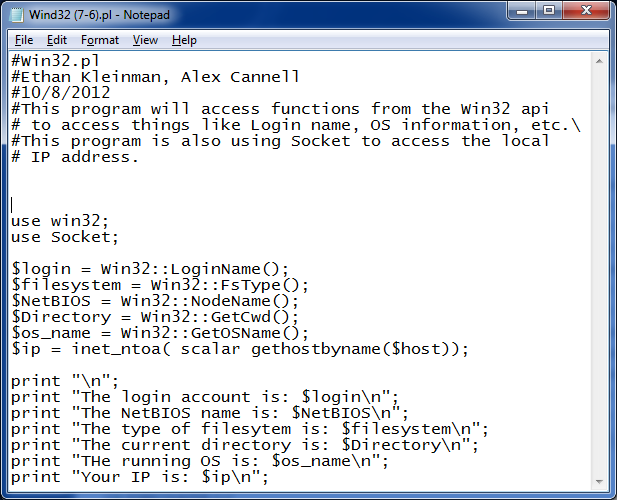 Wind32 (7-6).pl - Notepad
File Edit Format View Help
#Win32.pl
#Ethan Kleinman, Alex Cannell
#10/8/2012
#This program will access functions from the Win32 api
# to access things like Login name, OS information, etc.\
#This program is also using Socket to access the local
# IP address.
use win32;
use Socket;
$login = Win32::LoginName();
$filesystem = Win32::FsType();
$NetBIOS = Win32::NodeName();
$Directory = Win32::GetCwd();
$os_name = Win32::GetOSName();
$ip = inet_ntoa( scalar gethostbyname($host));
print "\n";
print "The login account is: $login\n";
print "The NetBIOS name is: $NetBIOS\n";
print "The type of filesytem is: $filesystem\n";
print "The current directory is: $Directory\n";
print "THe running OS is: $os_name\n";
print "Your IP is: $ip\n";